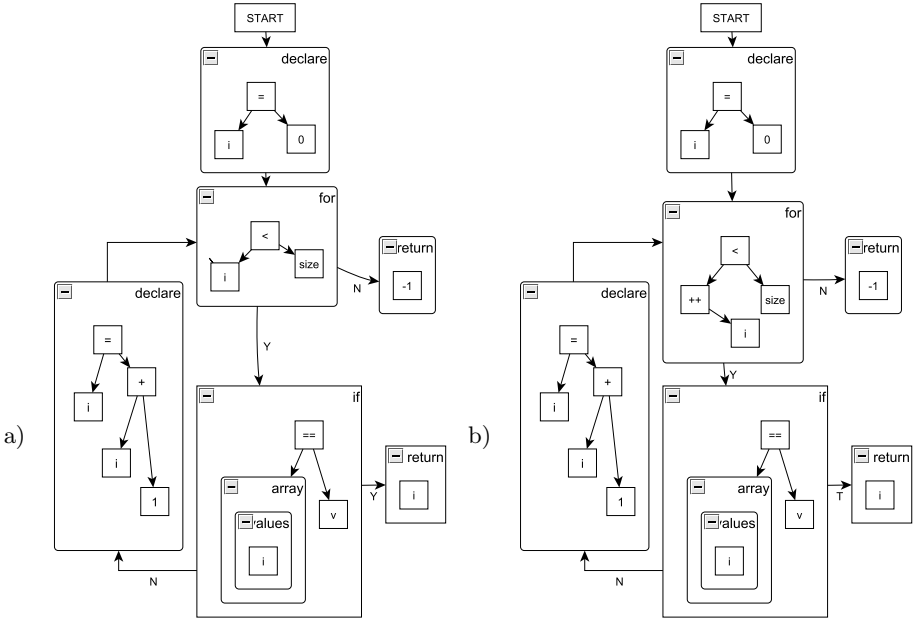 a)
START
declare
=
i
0
for
<
i
size
N
return
-1
Y
declare
=
i
+
i
1
if
==
array
values
i
v
Y
return
i
N
b)
START
declare
=
i
0
for
<
++
size
i
N
return
-1
Y
declare
=
i
+
i
1
if
==
array
values
i
v
T
return
i
N